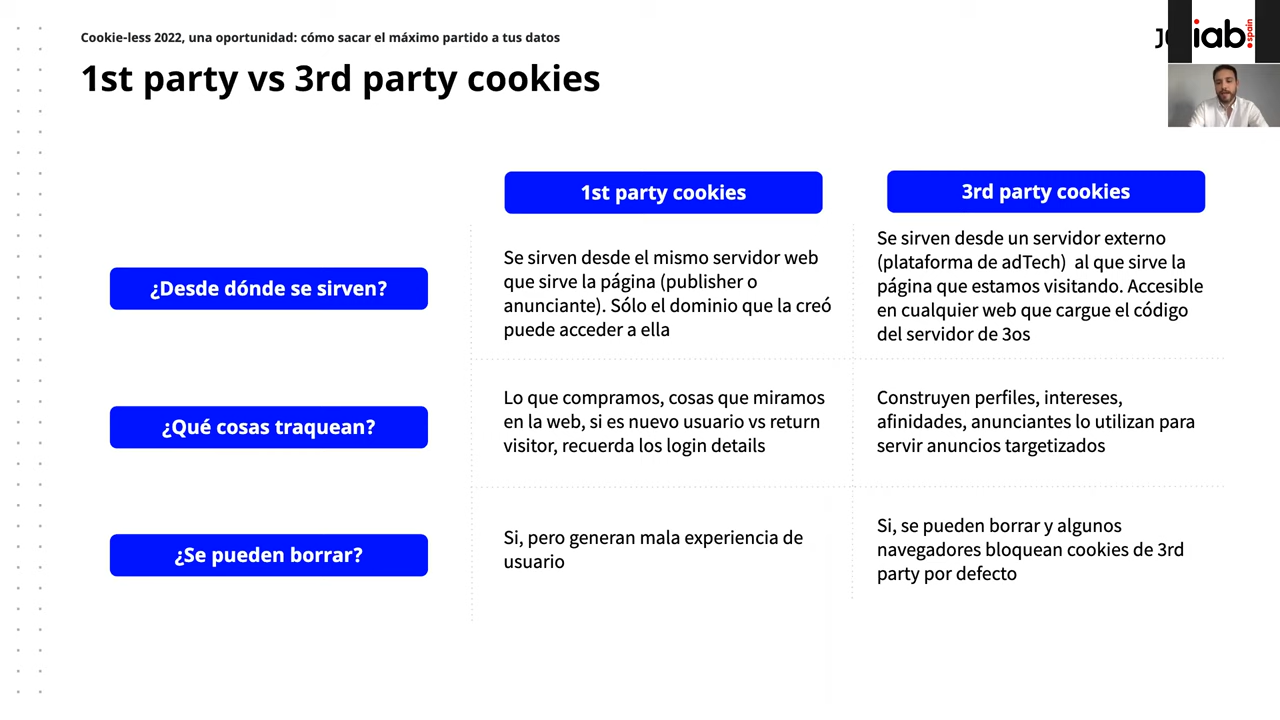 Cookie-less 2022, una oportunidad: cómo sacar el máximo partido a tus datos
1st party vs 3rd party cookies
iab
spain
1st party cookies
3rd party cookies
¿Desde dónde se sirven?
Se sirven desde el mismo servidor web
que sirve la página (publisher o
anunciante). Sólo el dominio que la creó
puede acceder a ella
Se sirven desde un servidor externo
(plataforma de adTech) al que sirve la
página que estamos visitando. Accesible
en cualquier web que cargue el código
del servidor de 3os
¿Qué cosas traquean?
Lo que compramos, cosas que miramos
en la web, si es nuevo usuario vs return
visitor, recuerda los login details
Construyen perfiles, intereses,
afinidades, anunciantes lo utilizan para
servir anuncios targetizados
¿Se pueden borrar?
Si, pero generan mala experiencia de
usuario
Si, se pueden borrar y algunos
navegadores bloquean cookies de 3rd
party por defecto